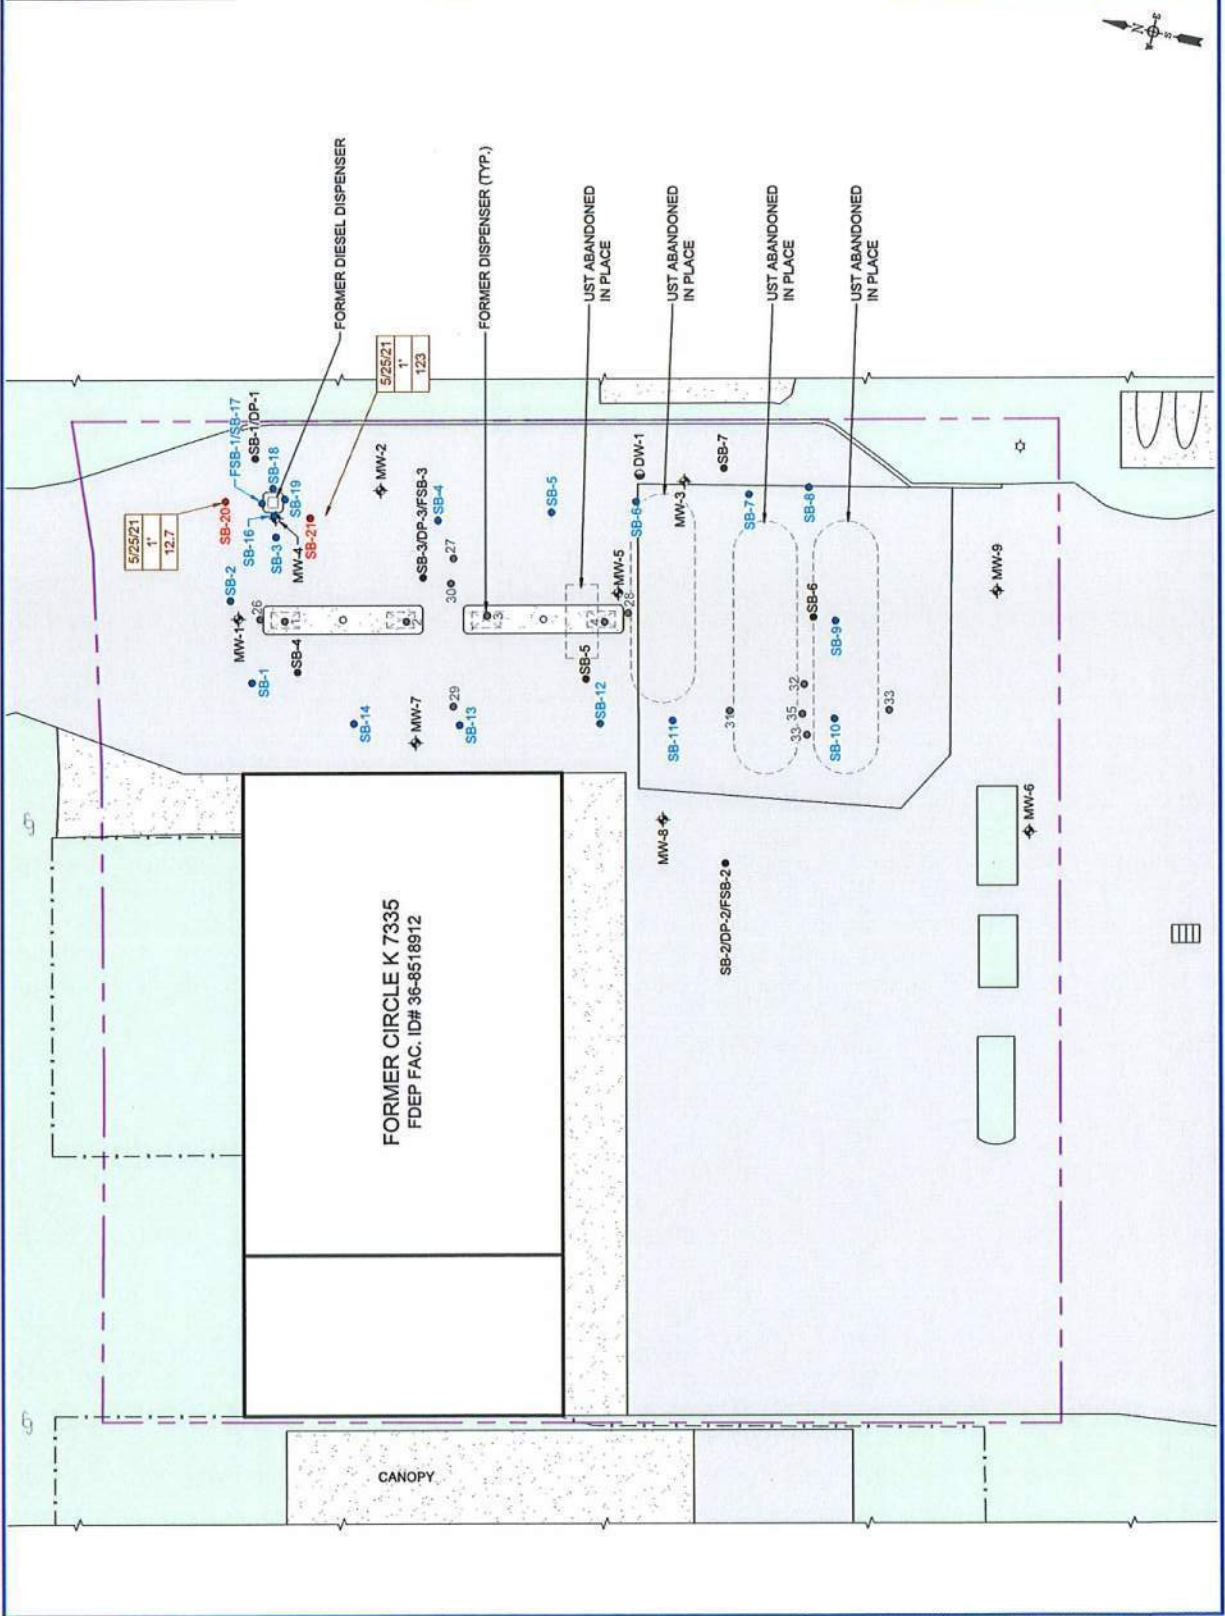 N
S
FORMER DIESEL DISPENSER
FORMER DISPENSER (TYP.)
UST ABANDONED
IN PLACE
UST ABANDONED
IN PLACE
UST ABANDONED
IN PLACE
UST ABANDONED
IN PLACE
5/25/21
1'
12.7
5/25/21
1'
123
FSB-1/SB-17
SB-1/DP-1
SB-18
SB-19
SB-20
SB-16
SB-3
MW-4
SB-21
SB-2
MW-1
26
SB-4
SB-1
MW-2
SB-3/DP-3/FSB-3
SB-4
27
30
1
2
3
4
SB-14
MW-7
29
SB-13
SB-5
SB-5
SB-12
MW-5
28
SB-6
DW-1
MW-3
SB-7
SB-7
SB-8
SB-6
SB-9
SB-11
31
32
35
33
SB-10
33
MW-9
MW-8
SB-2/DP-2/FSB-2
MW-6
FORMER CIRCLE K 7335
FDEP FAC. ID# 36-8518912
CANOPY